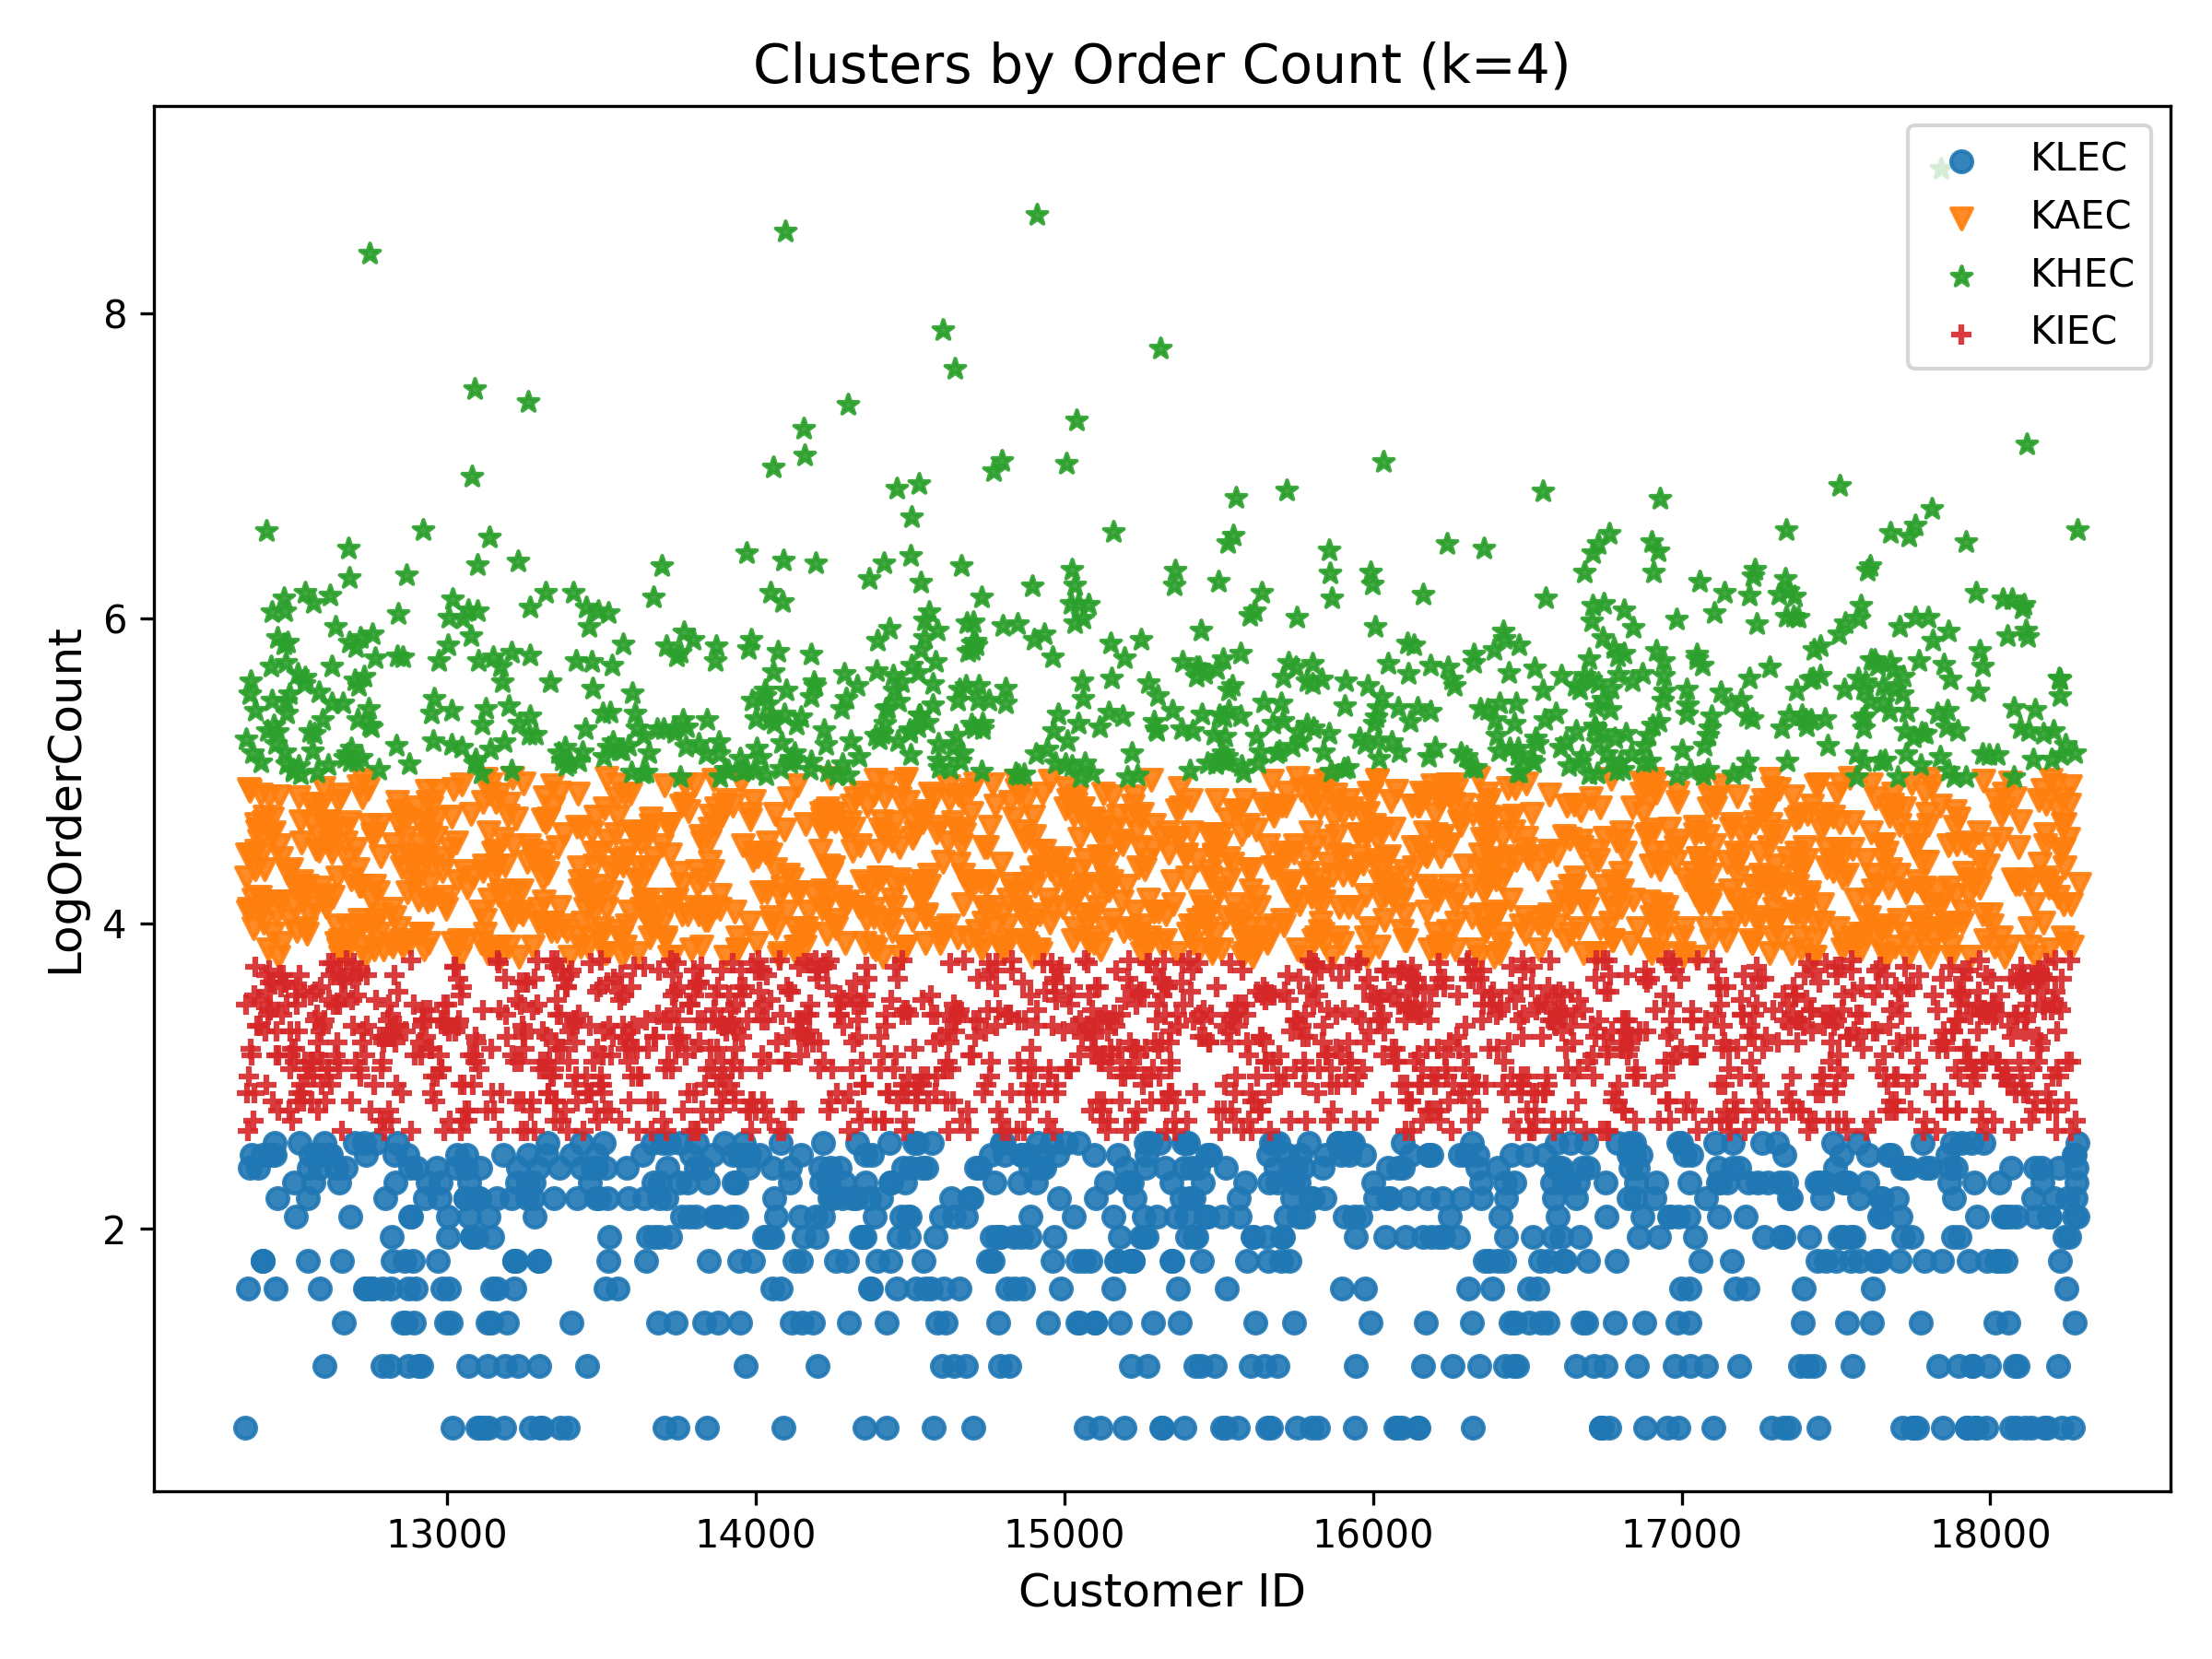 Clusters by Order Count (k=4)
KLEC
KAEC
KHEC
KIEC
LogOrderCount
8
6
4
2
13000 14000 15000 16000 17000 18000
Customer ID